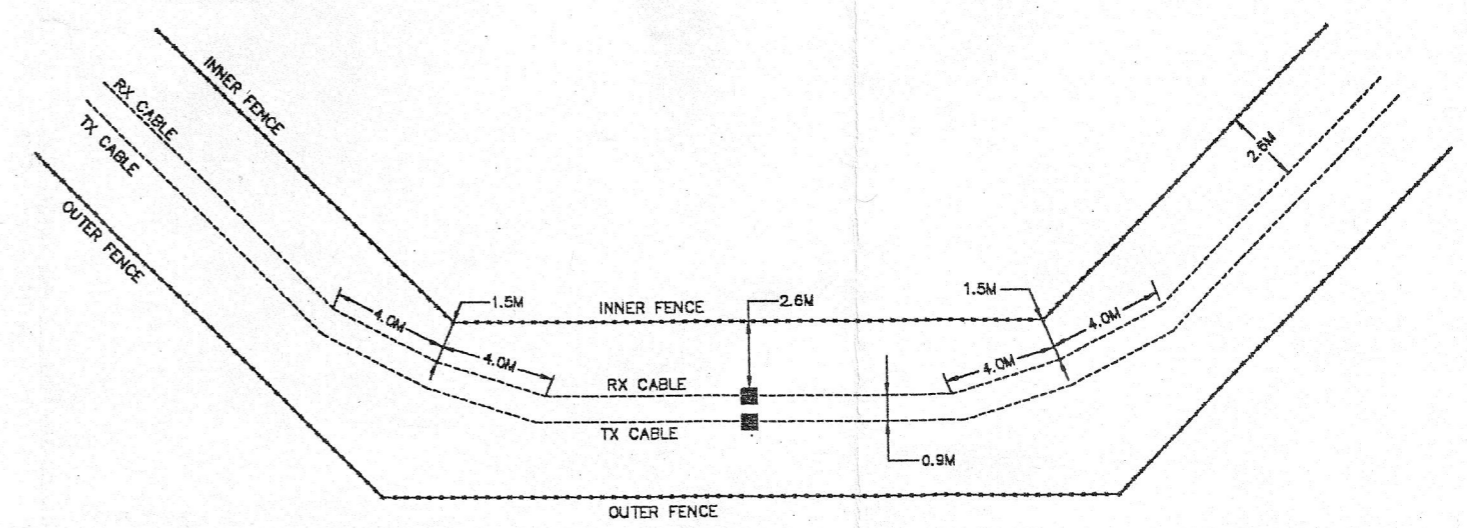 INNER FENCE
RX CABLE
TX CABLE
OUTER FENCE
4.0M
1.5M
4.0M
INNER FENCE
2.6M
1.5M
4.0M
4.0M
2.6M
RX CABLE
TX CABLE
0.9M
OUTER FENCE